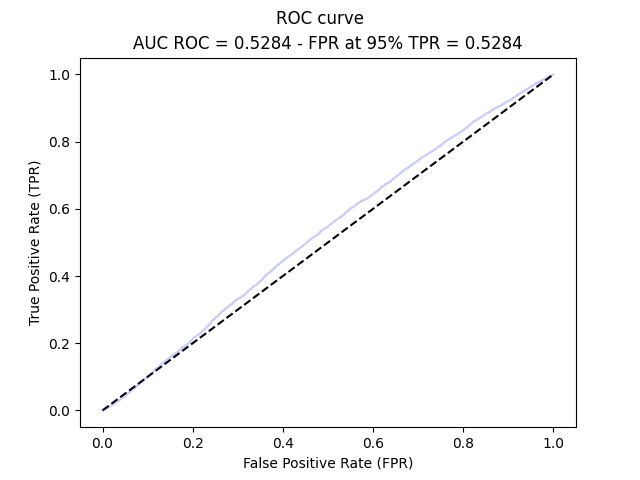 ROC curve
AUC ROC = 0.5284 - FPR at 95% TPR = 0.5284
1.0
0.8
0.6
0.4
0.2
0.0
True Positive Rate (TPR)
0.0 0.2 0.4 0.6 0.8 1.0
False Positive Rate (FPR)